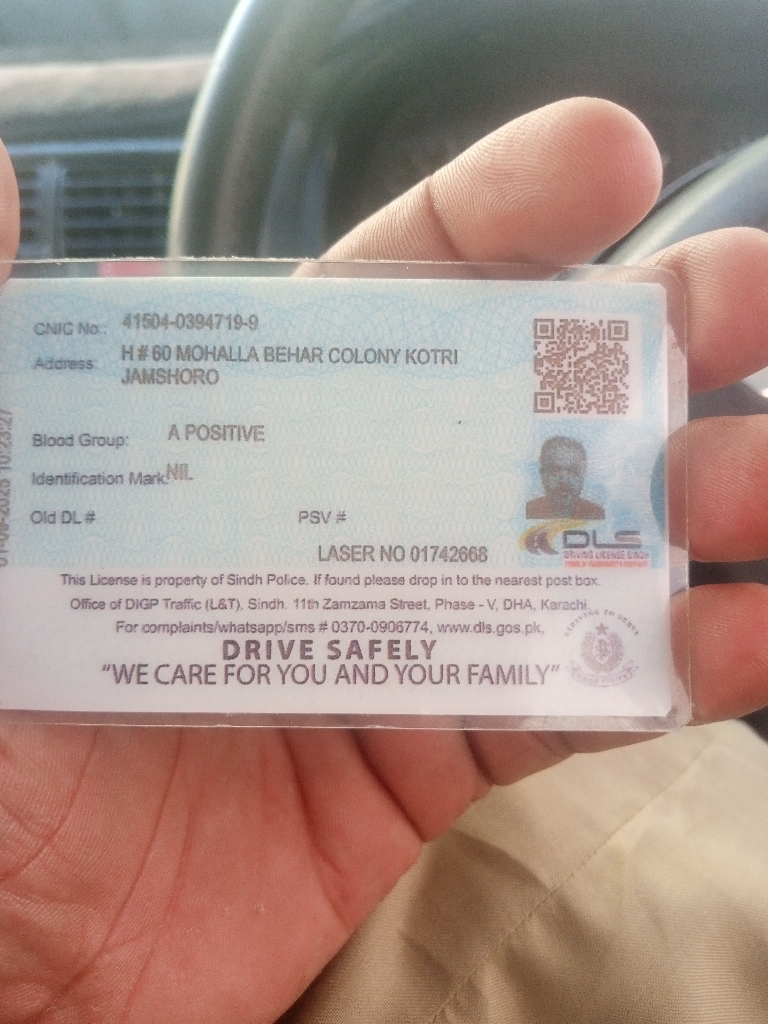 CNIC No.: 41504-0394719-9
Address: H # 60 MOHALLA BEHAR COLONY KOTRI
JAMSHORO
Blood Group: A POSITIVE
Identification Mark: NIL
Old DL # PSV #
LASER NO 01742668
DLS
DRIVING LICENSE SINDH
This License is property of Sindh Police. If found please drop in to the nearest post box.
Office of DIGP Traffic (L&T), Sindh. 11th Zamzama Street, Phase - V, DHA, Karachi.
For complaints/whatsapp/sms # 0370-0906774, www.dls.gos.pk,
DRIVE SAFELY
"WE CARE FOR YOU AND YOUR FAMILY"